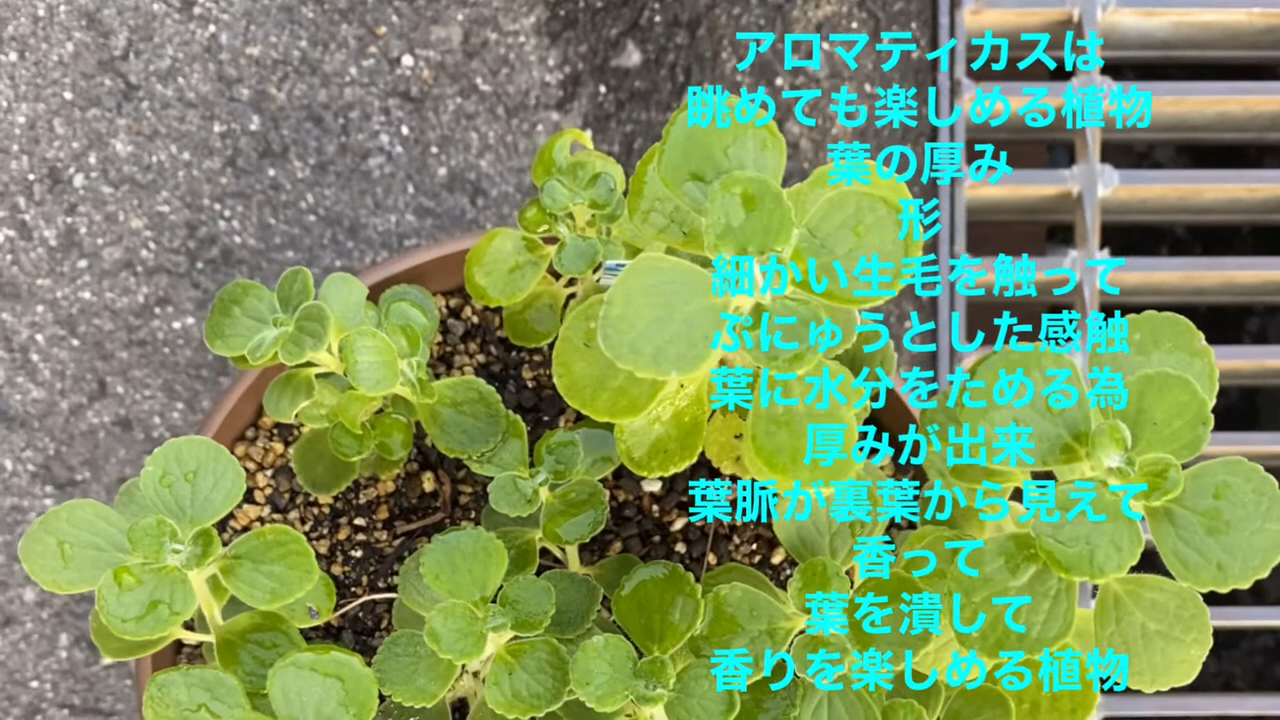 アロマティカスは
眺めても楽しめる植物
葉の厚み
形
細かい生毛を触って
ぷにゅうとした感触
葉に水分をためる為
厚みが出来
葉脈が裏葉から見えて
香って
葉を潰して
香りを楽しめる植物